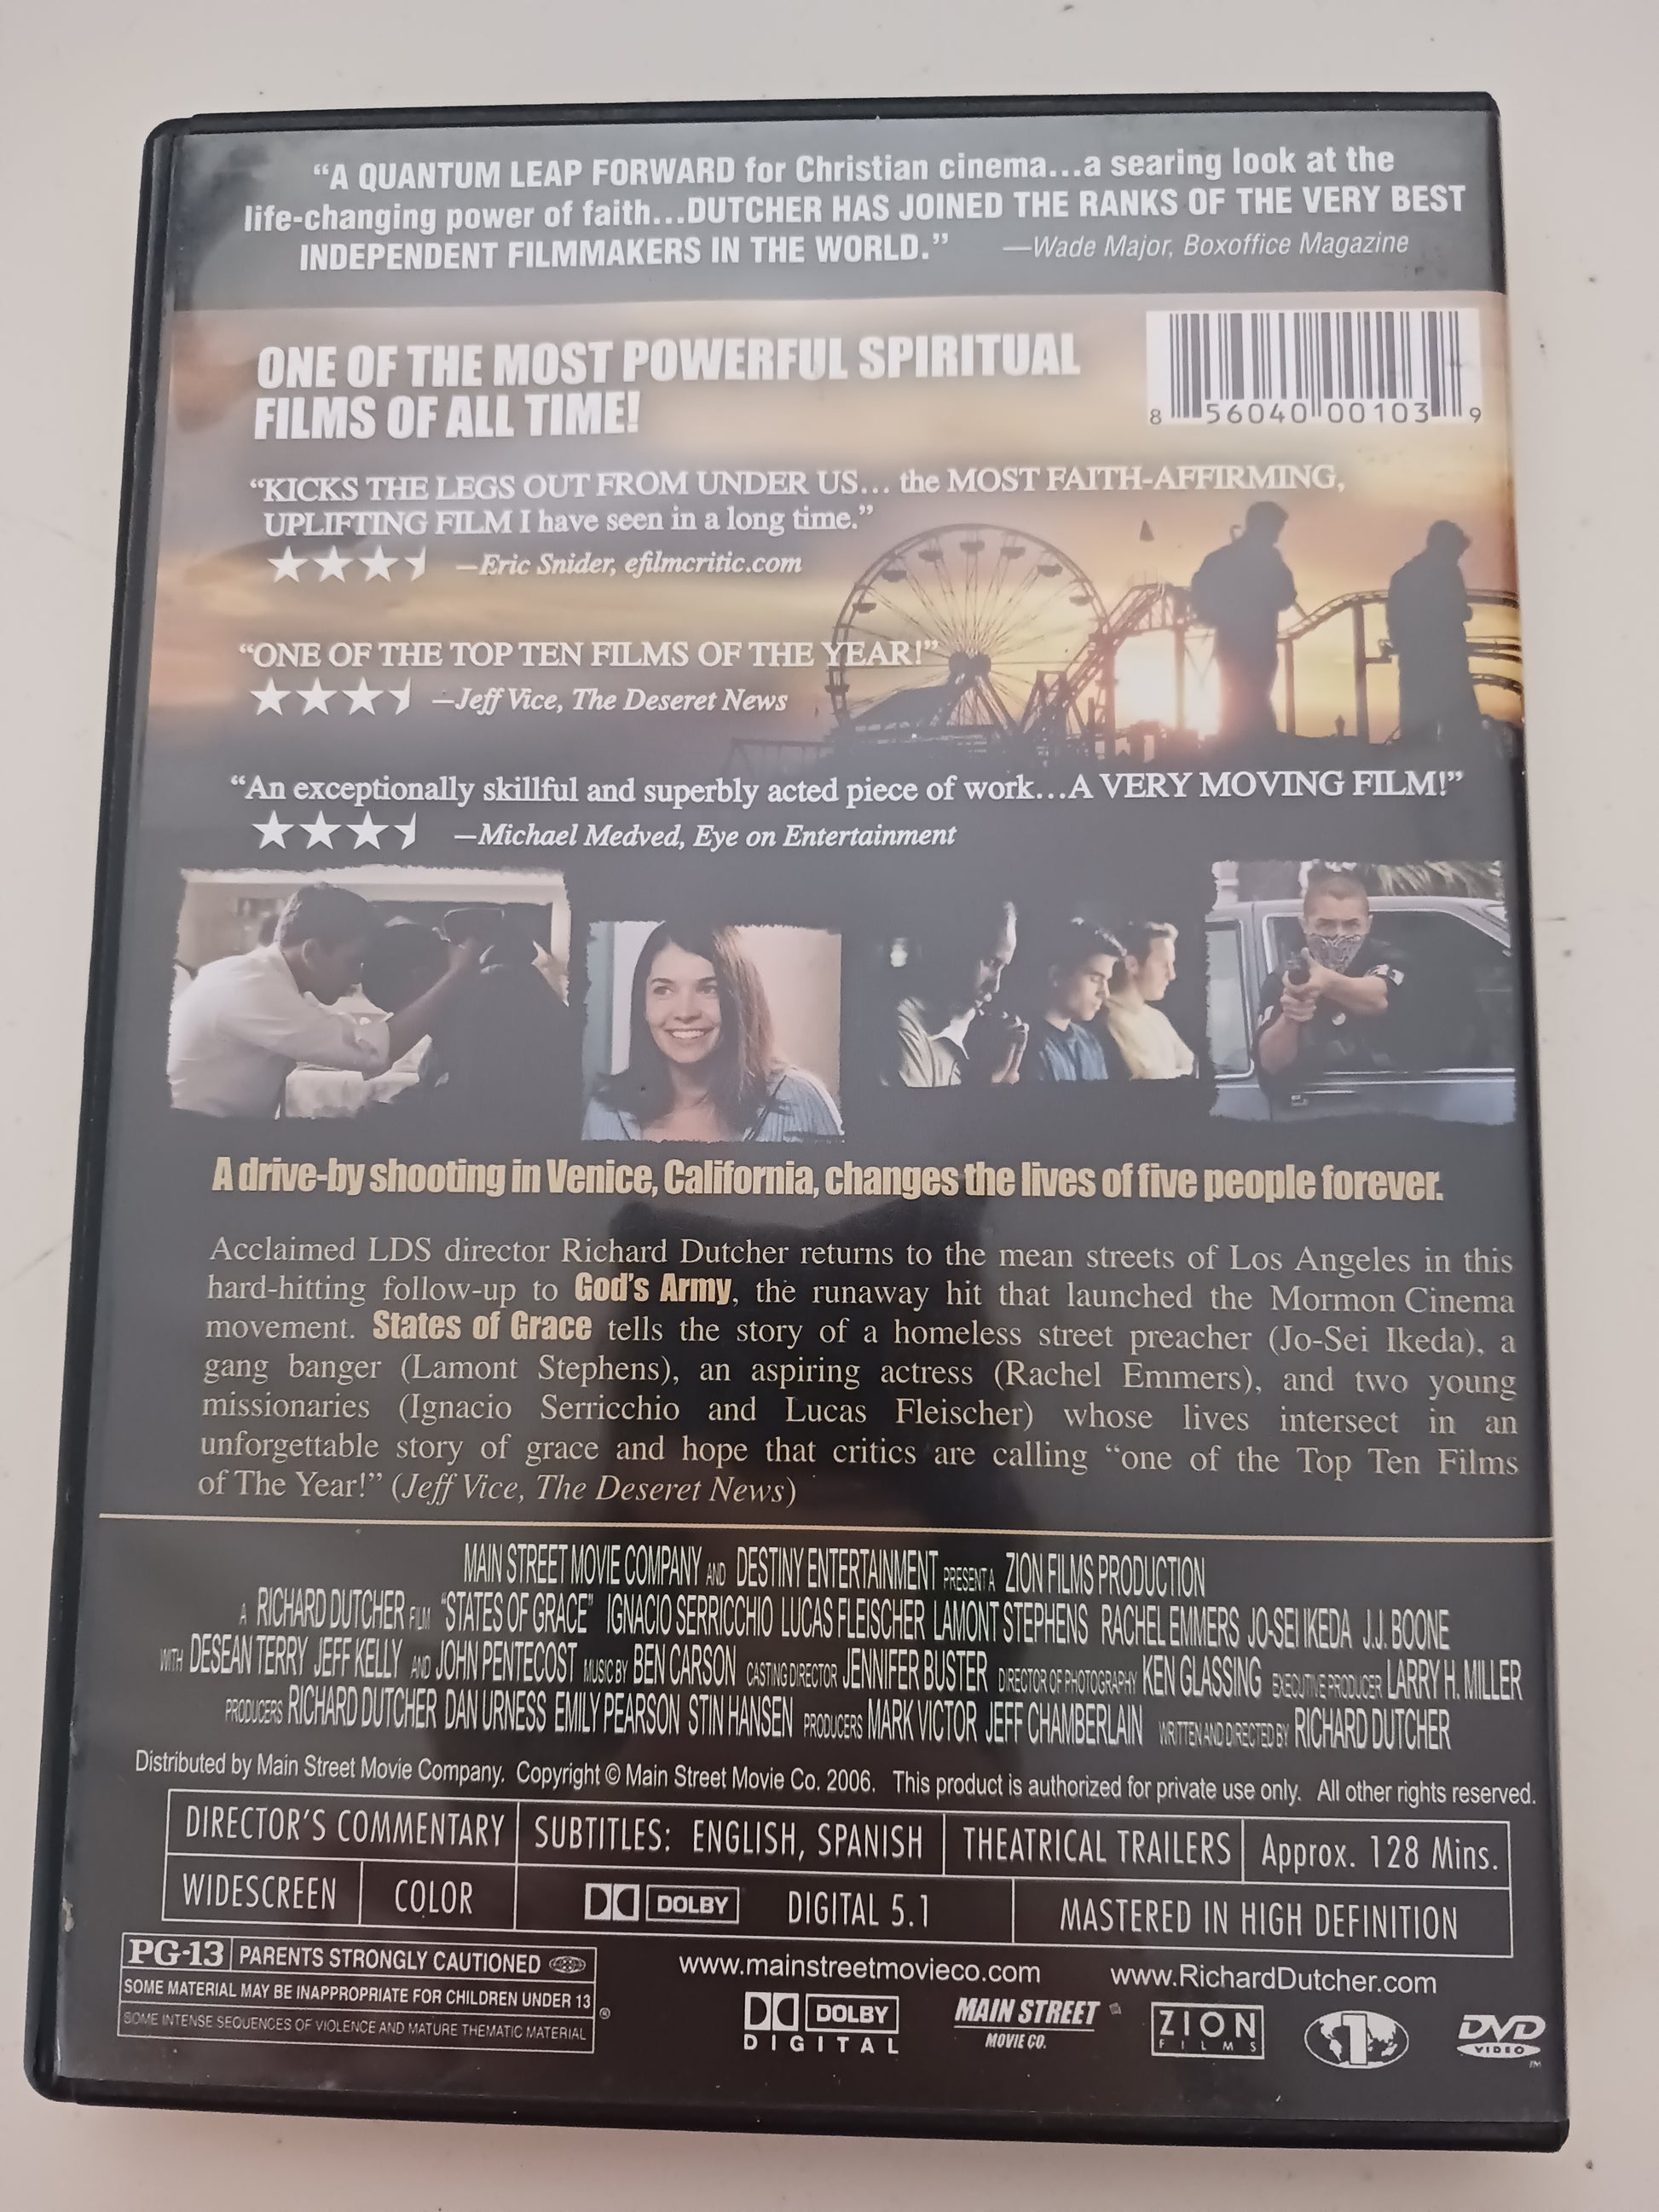 “A QUANTUM LEAP FORWARD for Christian cinema...a searing look at the
life-changing power of faith...DUTCHER HAS JOINED THE RANKS OF THE VERY BEST
INDEPENDENT FILMMAKERS IN THE WORLD.” —Wade Major, Boxoffice Magazine
ONE OF THE MOST POWERFUL SPIRITUAL
FILMS OF ALL TIME!
8 56040 00103 9
“KICKS THE LEGS OUT FROM UNDER US... the MOST FAITH-AFFIRMING,
UPLIFTING FILM I have seen in a long time.”
—Eric Snider, efilmcritic.com
“ONE OF THE TOP TEN FILMS OF THE YEAR!”
—Jeff Vice, The Deseret News
“An exceptionally skillful and superbly acted piece of work...A VERY MOVING FILM!”
—Michael Medved, Eye on Entertainment
A drive-by shooting in Venice, California, changes the lives of five people forever.
Acclaimed LDS director Richard Dutcher returns to the mean streets of Los Angeles in this
hard-hitting follow-up to God's Army, the runaway hit that launched the Mormon Cinema
movement. States of Grace tells the story of a homeless street preacher (Jo-Sei Ikeda), a
gang banger (Lamont Stephens), an aspiring actress (Rachel Emmers), and two young
missionaries (Ignacio Serricchio and Lucas Fleischer) whose lives intersect in an
unforgettable story of grace and hope that critics are calling “one of the Top Ten Films
of The Year!” (Jeff Vice, The Deseret News)
MAIN STREET MOVIE COMPANY AND DESTINY ENTERTAINMENT PRESENT A ZION FILMS PRODUCTION
A RICHARD DUTCHER FILM “STATES OF GRACE” IGNACIO SERRICCHIO LUCAS FLEISCHER LAMONT STEPHENS RACHEL EMMERS JO-SEI IKEDA J.J. BOONE
WITH DESEAN TERRY JEFF KELLY AND JOHN PENTECOST MUSIC BY BEN CARSON CASTING DIRECTOR JENNIFER BUSTER DIRECTOR OF PHOTOGRAPHY KEN GLASSING EXECUTIVE PRODUCER LARRY H. MILLER
PRODUCERS RICHARD DUTCHER DAN URNESS EMILY PEARSON STIN HANSEN PRODUCERS MARK VICTOR JEFF CHAMBERLAIN WRITTEN AND DIRECTED BY RICHARD DUTCHER
Distributed by Main Street Movie Company. Copyright © Main Street Movie Co. 2006. This product is authorized for private use only. All other rights reserved.
DIRECTOR'S COMMENTARY SUBTITLES: ENGLISH, SPANISH THEATRICAL TRAILERS Approx. 128 Mins.
WIDESCREEN COLOR DOLBY DIGITAL 5.1 MASTERED IN HIGH DEFINITION
PG-13 PARENTS STRONGLY CAUTIONED
SOME MATERIAL MAY BE INAPPROPRIATE FOR CHILDREN UNDER 13 ®
SOME INTENSE SEQUENCES OF VIOLENCE AND MATURE THEMATIC MATERIAL
www.mainstreetmovieco.com www.RichardDutcher.com
DOLBY
DIGITAL
MAIN STREET
MOVIE CO.
ZION
FILMS
1
DVD
VIDEO
TM